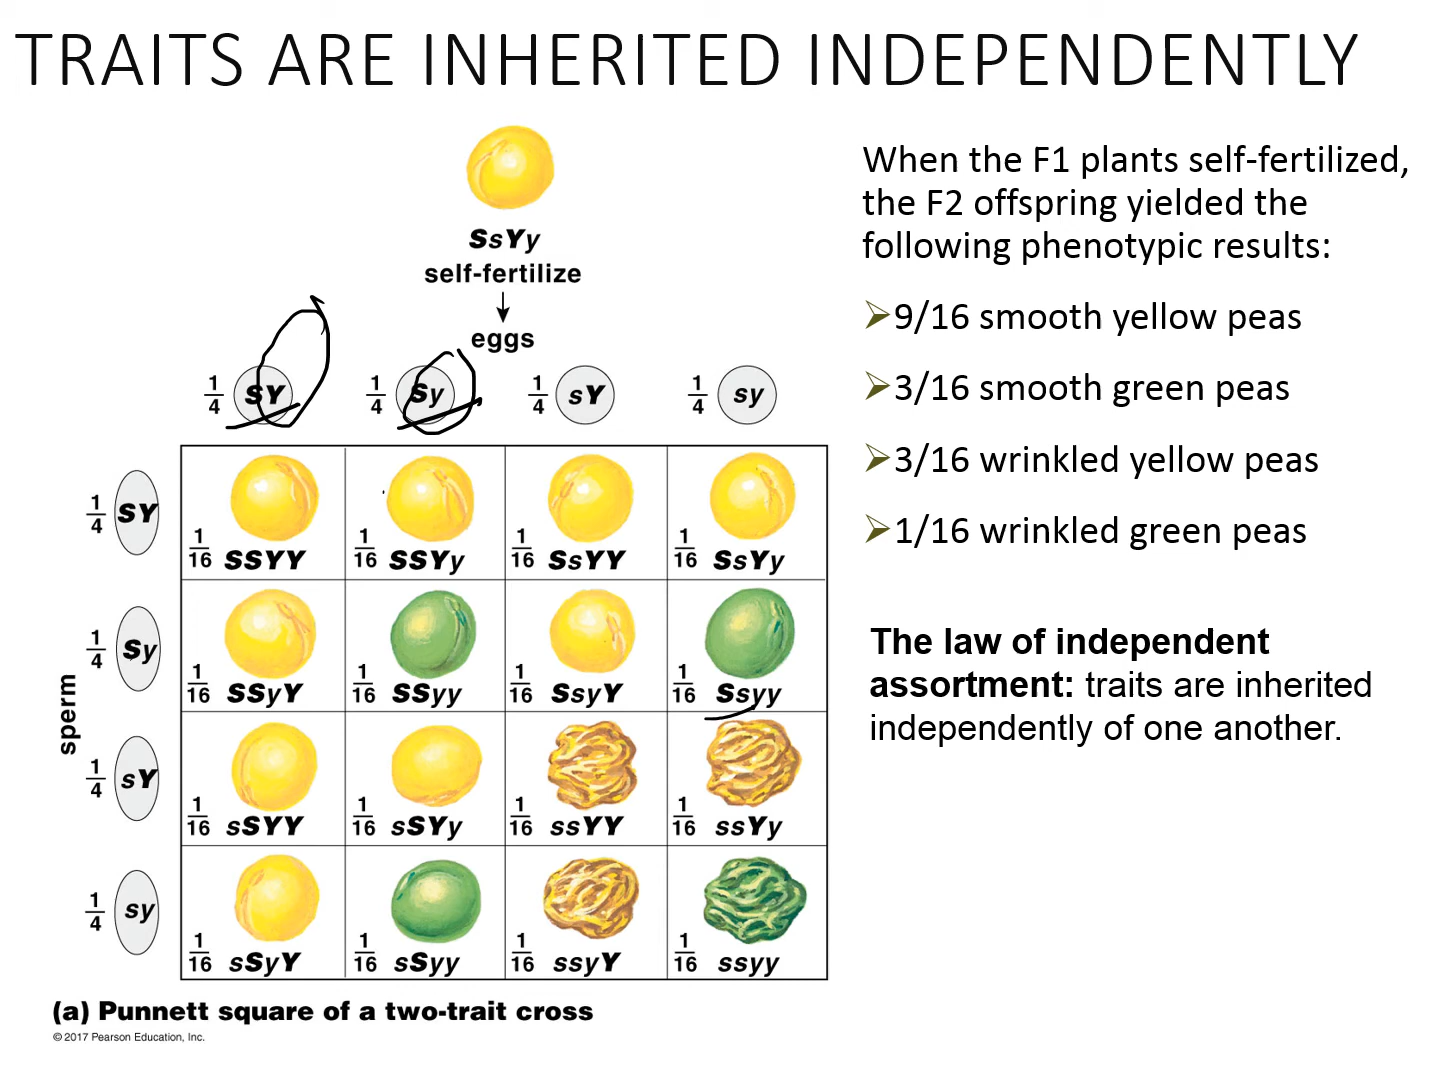 TRAITS ARE INHERITED INDEPENDENTLY
SsYy
self-fertilize
eggs
1/4 SY 1/4 Sy 1/4 sY 1/4 sy
sperm
1/4 SY
1/16 SSYY 1/16 SSYy 1/16 SsYY 1/16 SsYy
1/4 Sy
1/16 SSyY 1/16 SSyy 1/16 SsyY 1/16 Ssyy
1/4 sY
1/16 sSYY 1/16 sSYy 1/16 ssYY 1/16 ssYy
1/4 sy
1/16 sSyY 1/16 sSyy 1/16 ssyY 1/16 ssyy
(a) Punnett square of a two-trait cross
© 2017 Pearson Education, Inc.
When the F1 plants self-fertilized,
the F2 offspring yielded the
following phenotypic results:
➢9/16 smooth yellow peas
➢3/16 smooth green peas
➢3/16 wrinkled yellow peas
➢1/16 wrinkled green peas
The law of independent
assortment: traits are inherited
independently of one another.